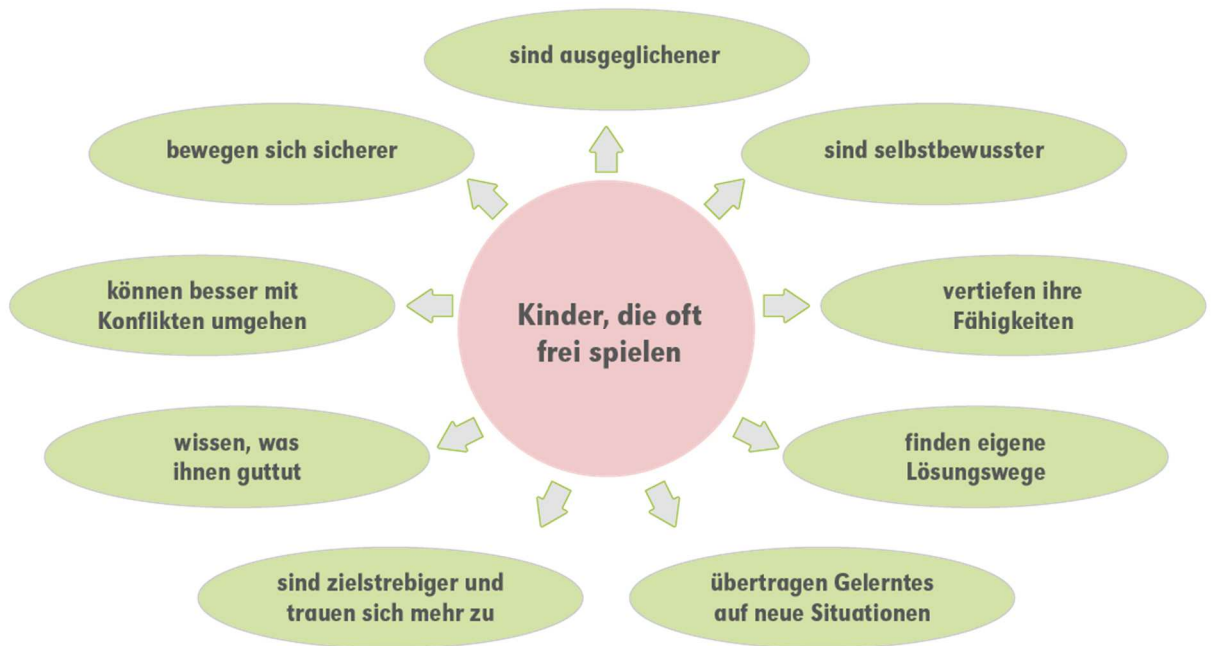 sind ausgeglichener
bewegen sich sicherer
sind selbstbewusster
können besser mit
Konflikten umgehen
Kinder, die oft
frei spielen
vertiefen ihre
Fähigkeiten
wissen, was
ihnen guttut
finden eigene
Lösungswege
sind zielstrebiger und
trauen sich mehr zu
übertragen Gelerntes
auf neue Situationen